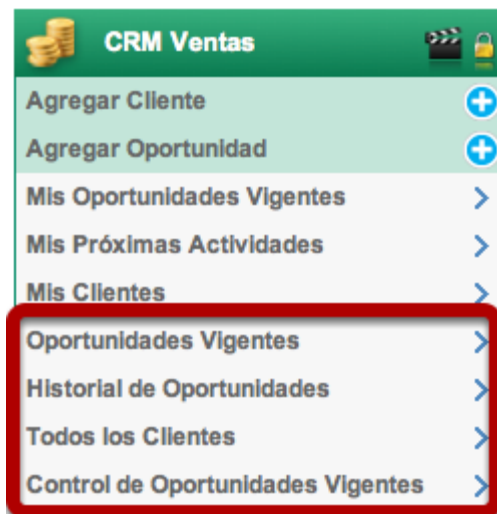 CRM Ventas
Agregar Cliente
Agregar Oportunidad
Mis Oportunidades Vigentes
Mis Próximas Actividades
Mis Clientes
Oportunidades Vigentes
Historial de Oportunidades
Todos los Clientes
Control de Oportunidades Vigentes